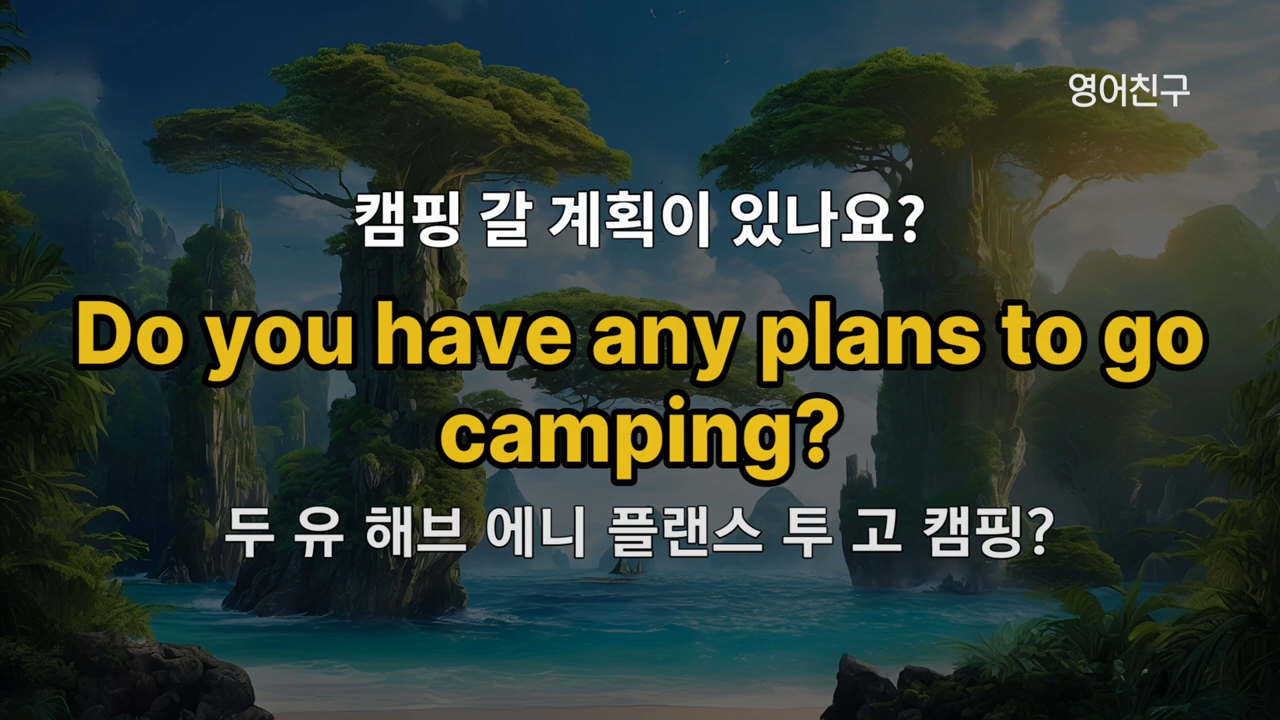 영어친구
캠핑 갈 계획이 있나요?
Do you have any plans to go
camping?
두 유 해브 에니 플랜스 투 고 캠핑?